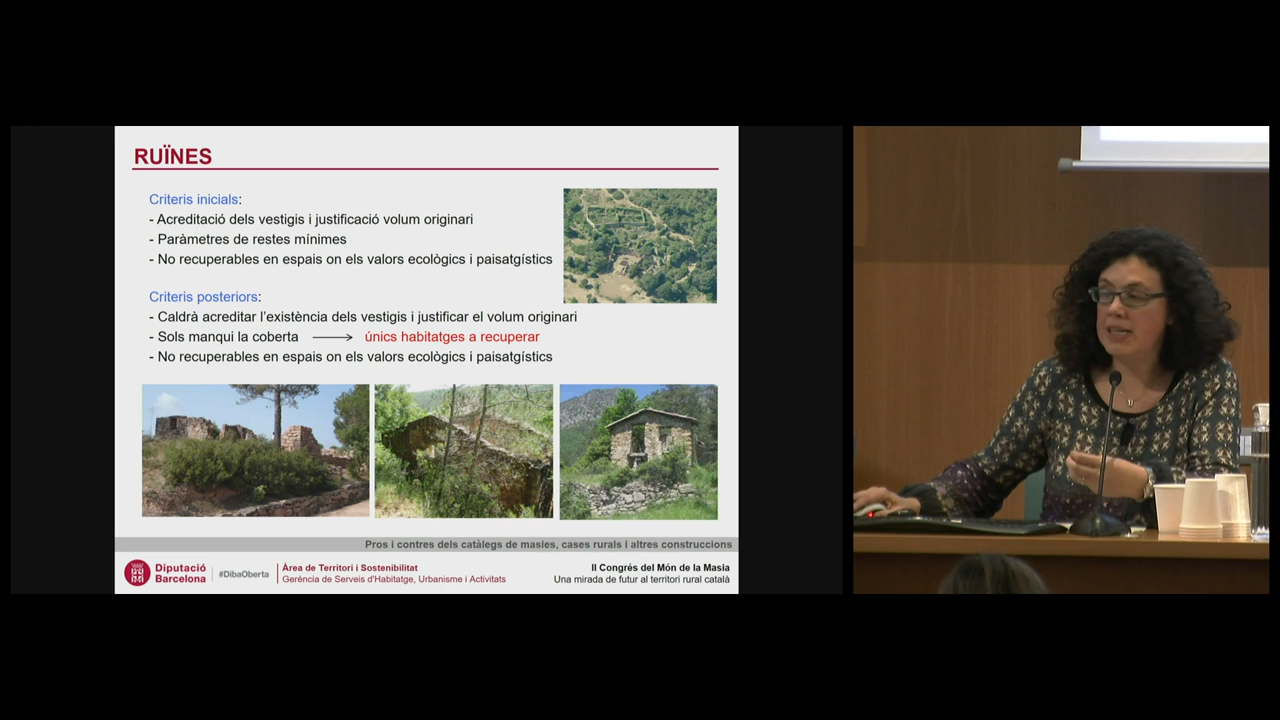 RUÏNES
Criteris inicials:
- Acreditació dels vestigis i justificació volum originari
- Paràmetres de restes mínimes
- No recuperables en espais on els valors ecològics i paisatgístics
Criteris posteriors:
- Caldrà acreditar l'existència dels vestigis i justificar el volum originari
- Sols manqui la coberta → únics habitatges a recuperar
- No recuperables en espais on els valors ecològics i paisatgístics
Pros i contres dels catàlegs de masies, cases rurals i altres construccions
Diputació
Barcelona
#DibaOberta
Àrea de Territori i Sostenibilitat
Gerència de Serveis d'Habitatge, Urbanisme i Activitats
II Congrés del Món de la Masia
Una mirada de futur al territori rural català